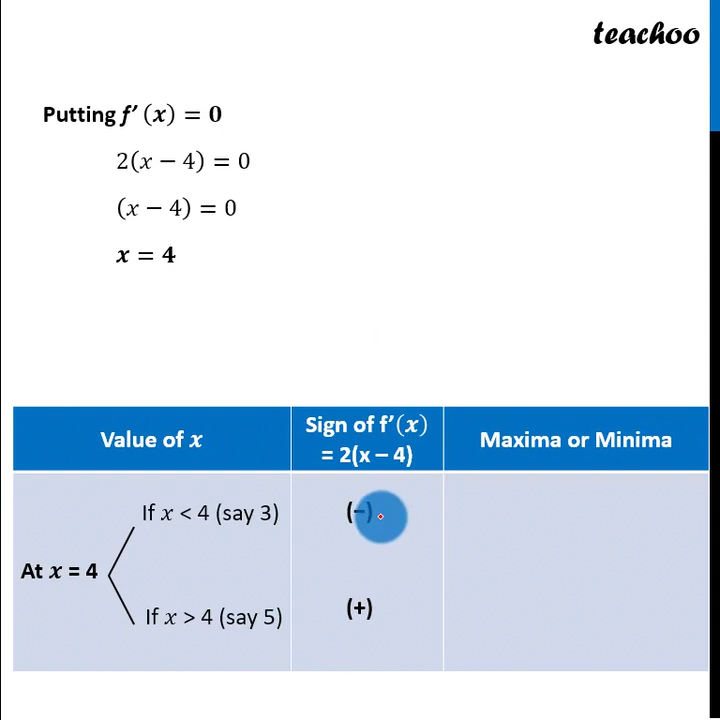 teachoo
Putting f’ (x) = 0
2(x − 4) = 0
(x − 4) = 0
x = 4
Value of x
Sign of f’(x)
= 2(x – 4)
Maxima or Minima
At x = 4
If x < 4 (say 3)
(−)
If x > 4 (say 5)
(+)